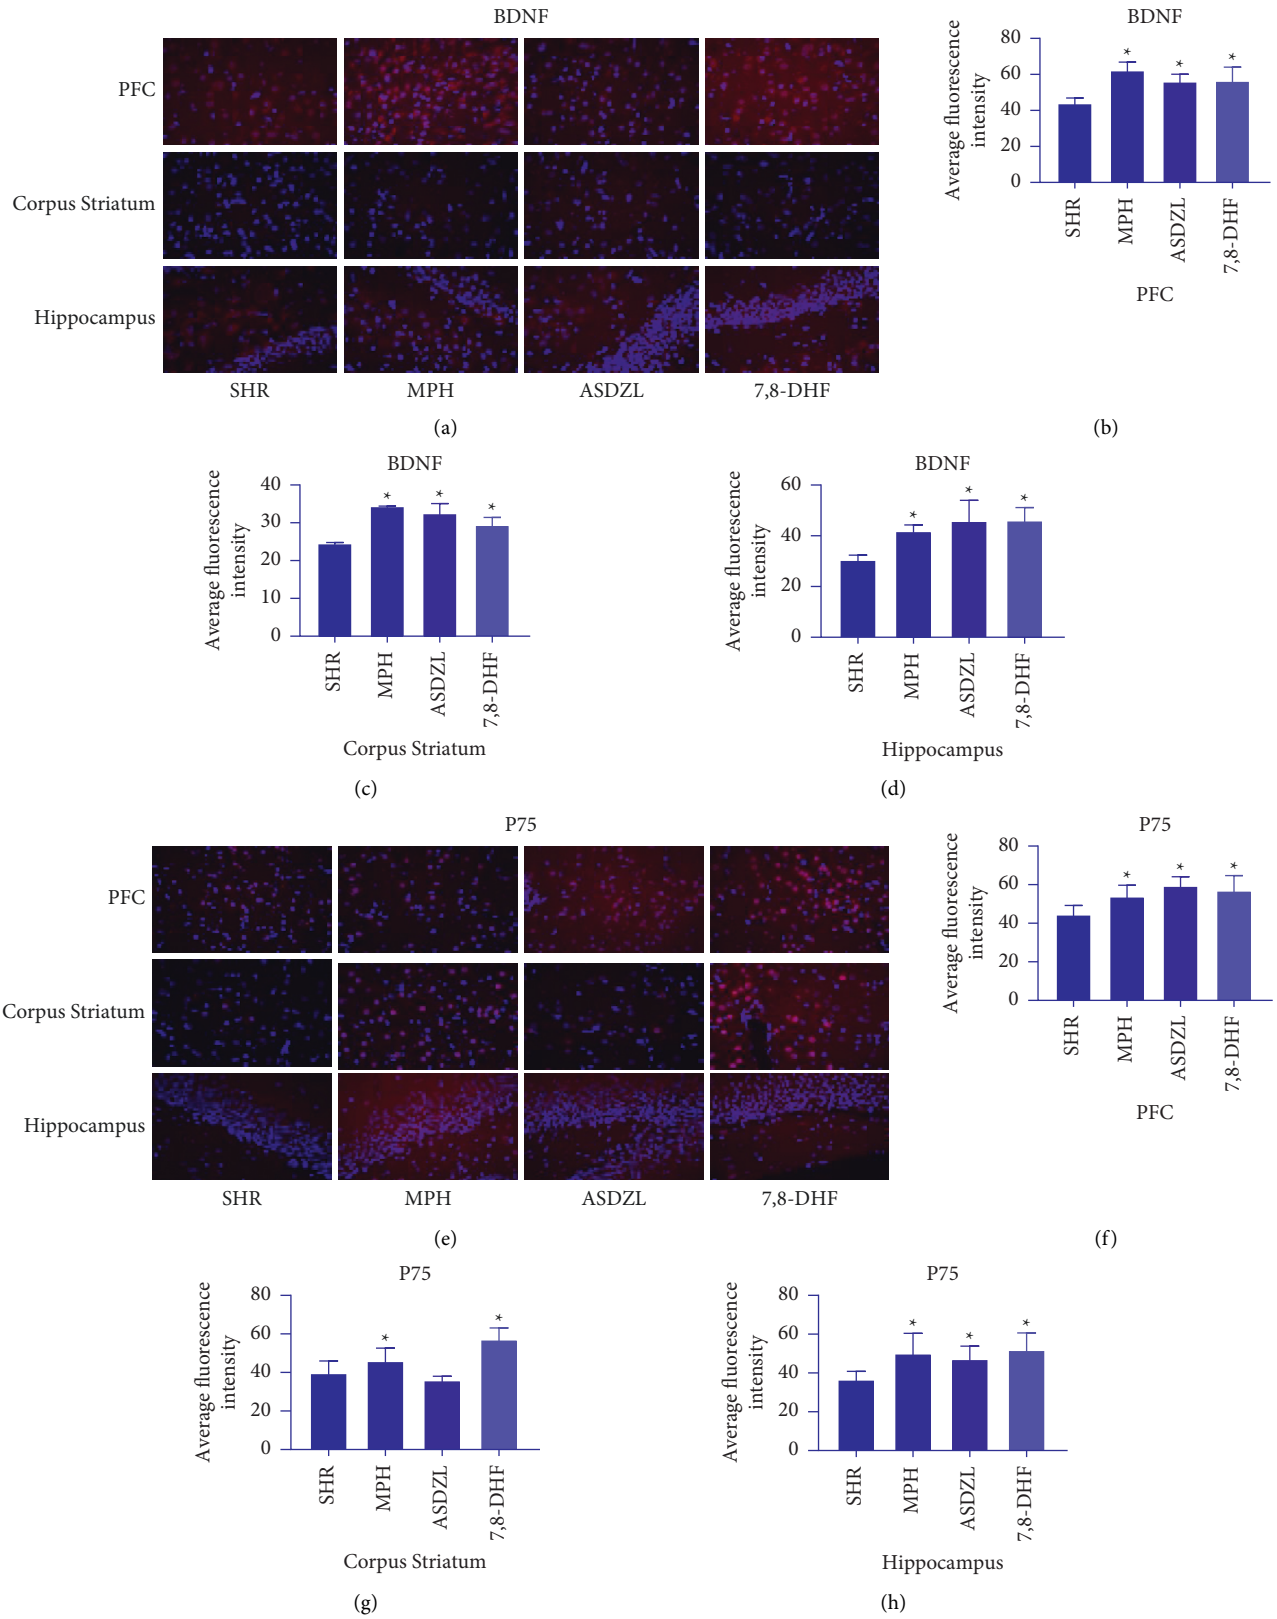 BDNF
PFC
Corpus Striatum
Hippocampus
SHR MPH ASDZL 7,8-DHF
(a)
BDNF
Average fluorescence
intensity
80
60
40
20
0
* * *
SHR MPH ASDZL 7,8-DHF
PFC
(b)
BDNF
Average fluorescence
intensity
40
30
20
10
0
* * *
SHR MPH ASDZL 7,8-DHF
Corpus Striatum
(c)
BDNF
Average fluorescence
intensity
60
40
20
0
* * *
SHR MPH ASDZL 7,8-DHF
Hippocampus
(d)
P75
PFC
Corpus Striatum
Hippocampus
SHR MPH ASDZL 7,8-DHF
(e)
P75
Average fluorescence
intensity
80
60
40
20
0
* * *
SHR MPH ASDZL 7,8-DHF
PFC
(f)
P75
Average fluorescence
intensity
80
60
40
20
0
* *
SHR MPH ASDZL 7,8-DHF
Corpus Striatum
(g)
P75
Average fluorescence
intensity
80
60
40
20
0
* * *
SHR MPH ASDZL 7,8-DHF
Hippocampus
(h)